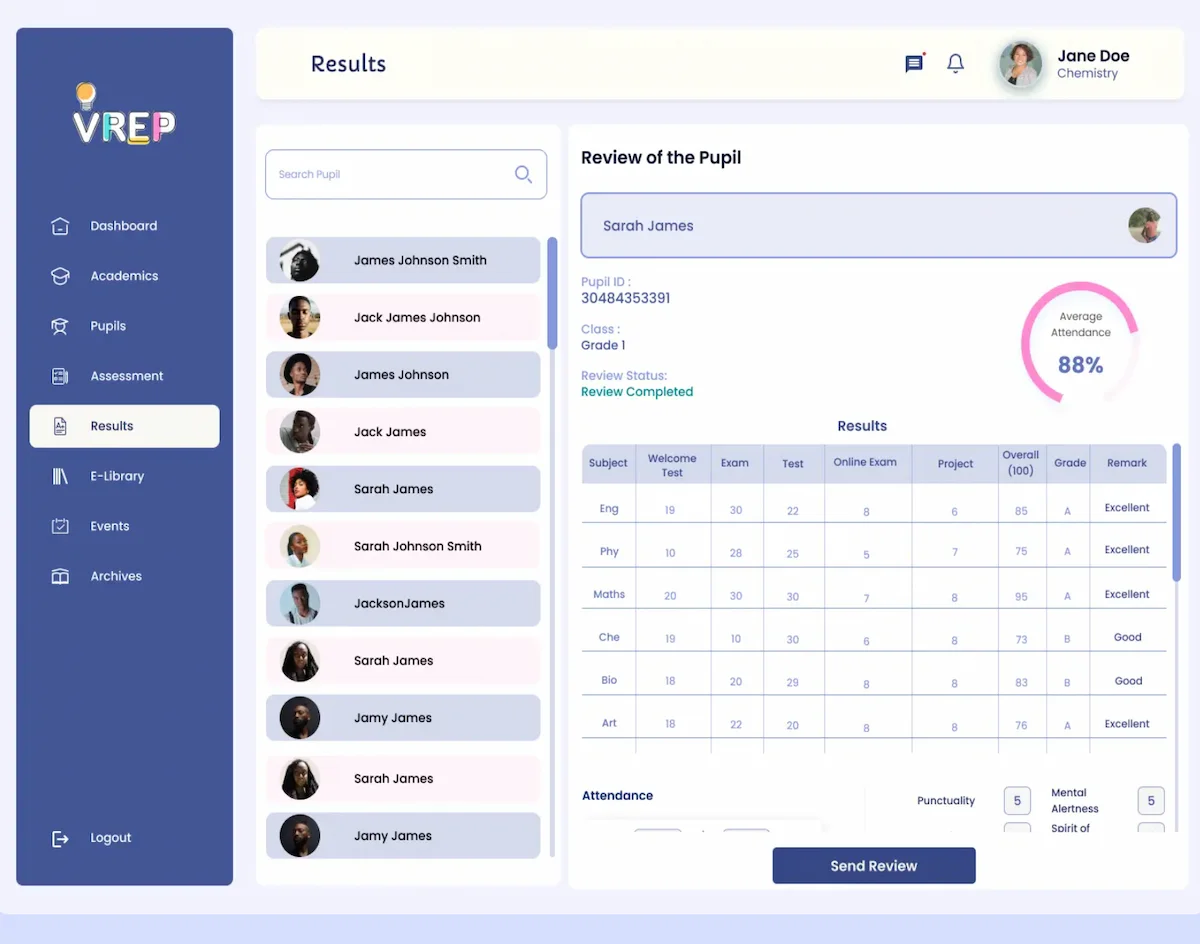 VREP
Dashboard
Academics
Pupils
Assessment
Results
E-Library
Events
Archives
Logout
Results
Jane Doe
Chemistry
Search Pupil
James Johnson Smith
Jack James Johnson
James Johnson
Jack James
Sarah James
Sarah Johnson Smith
JacksonJames
Sarah James
Jamy James
Sarah James
Jamy James
Review of the Pupil
Sarah James
Pupil ID :
30484353391
Class :
Grade 1
Review Status:
Review Completed
Average
Attendance
88%
Results
Subject Welcome Test Exam Test Online Exam Project Overall (100) Grade Remark
Eng 19 30 22 8 6 85 A Excellent
Phy 10 28 25 5 7 75 A Excellent
Maths 20 30 30 7 8 95 A Excellent
Che 19 10 30 6 8 73 B Good
Bio 18 20 29 8 8 83 B Good
Art 18 22 20 8 8 76 A Excellent
Attendance
Punctuality 5
Mental
Alertness 5
Spirit of
Send Review